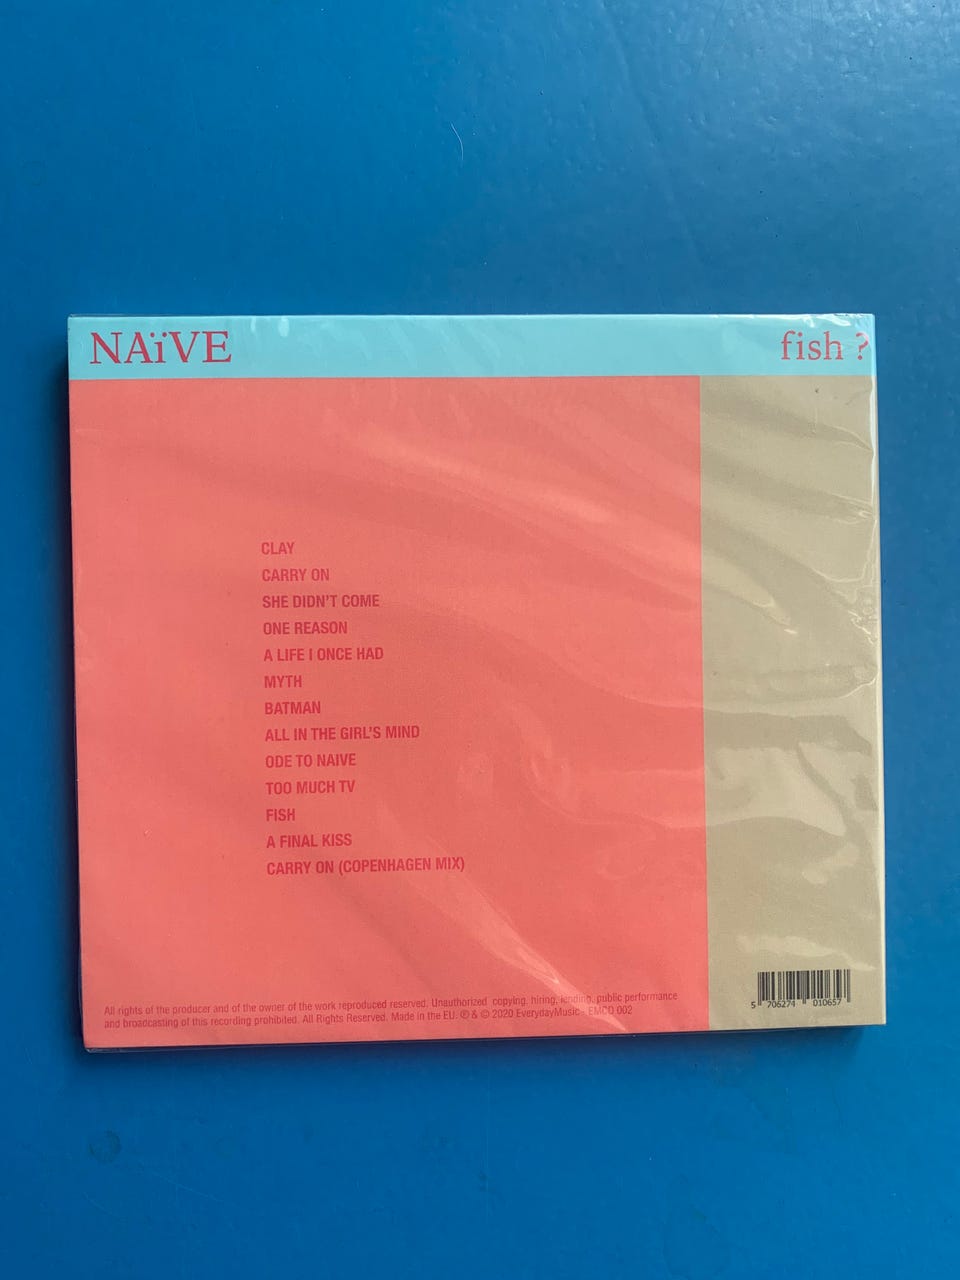 NAïVE
fish ?
CLAY
CARRY ON
SHE DIDN'T COME
ONE REASON
A LIFE I ONCE HAD
MYTH
BATMAN
ALL IN THE GIRL'S MIND
ODE TO NAIVE
TOO MUCH TV
FISH
A FINAL KISS
CARRY ON (COPENHAGEN MIX)
All rights of the producer and of the owner of the work reproduced reserved. Unauthorized copying, hiring, lending, public performance
and broadcasting of this recording prohibited. All Rights Reserved. Made in the EU. ℗ & © 2020 EverydayMusic - EMCD 002
5 706274 010657